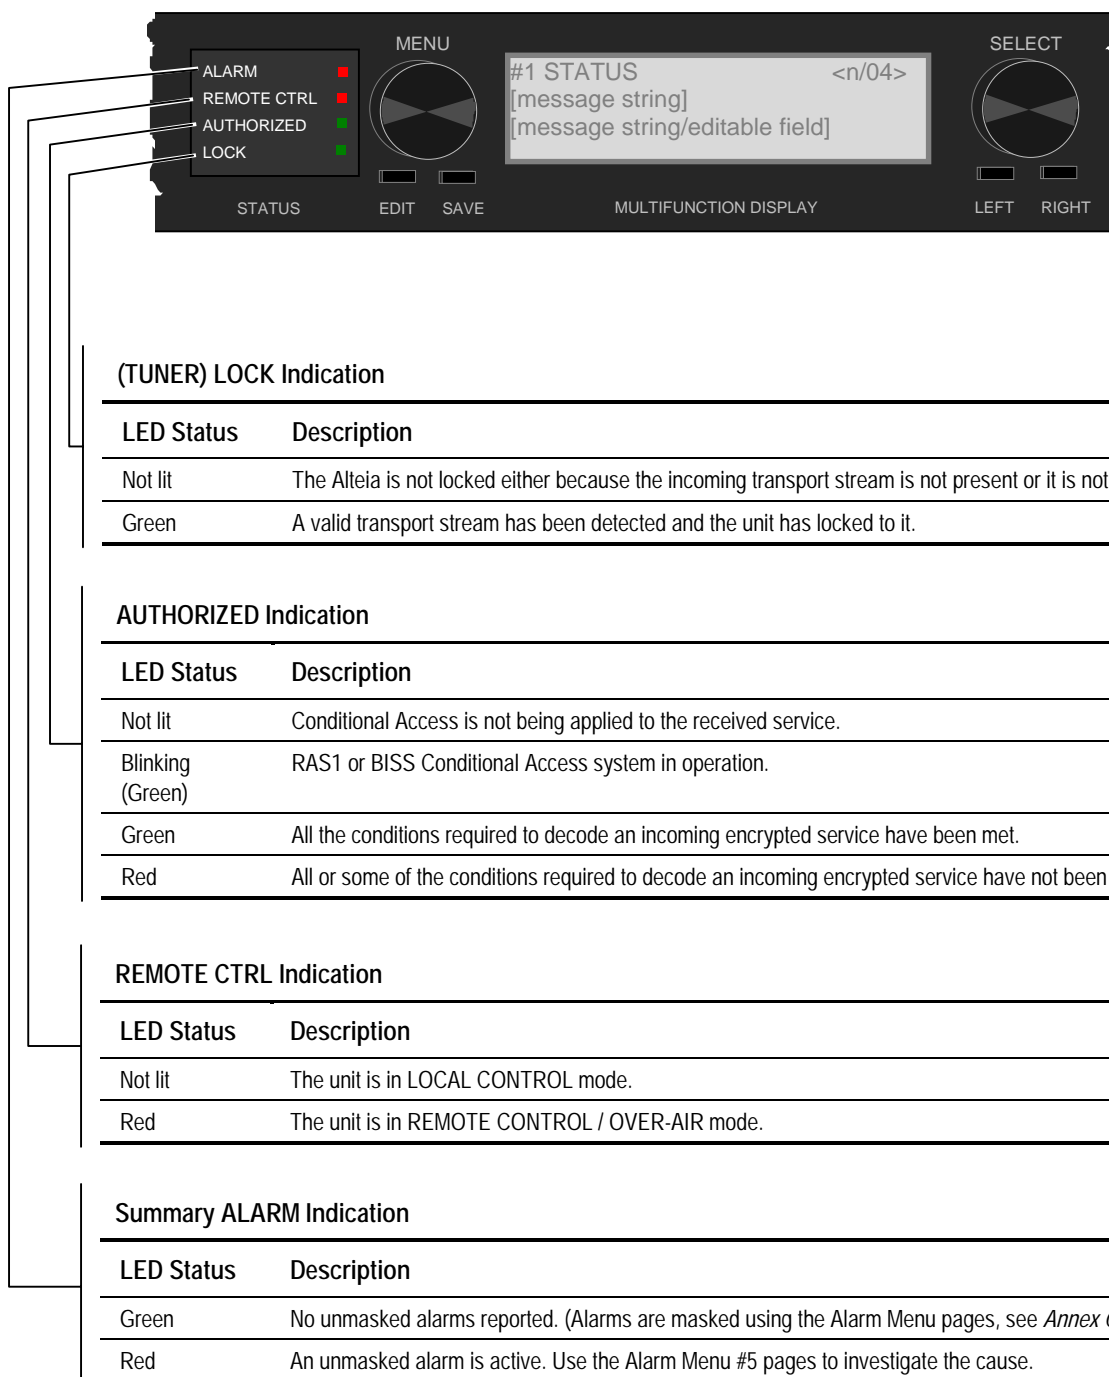 MENU
SELECT
ALARM
REMOTE CTRL
AUTHORIZED
LOCK
#1 STATUS <n/04>
[message string]
[message string/editable field]
STATUS EDIT SAVE MULTIFUNCTION DISPLAY LEFT RIGHT
(TUNER) LOCK Indication
LED Status Description
Not lit The Alteia is not locked either because the incoming transport stream is not present or it is not
Green A valid transport stream has been detected and the unit has locked to it.
AUTHORIZED Indication
LED Status Description
Not lit Conditional Access is not being applied to the received service.
Blinking RAS1 or BISS Conditional Access system in operation.
(Green)
Green All the conditions required to decode an incoming encrypted service have been met.
Red All or some of the conditions required to decode an incoming encrypted service have not been
REMOTE CTRL Indication
LED Status Description
Not lit The unit is in LOCAL CONTROL mode.
Red The unit is in REMOTE CONTROL / OVER-AIR mode.
Summary ALARM Indication
LED Status Description
Green No unmasked alarms reported. (Alarms are masked using the Alarm Menu pages, see Annex
Red An unmasked alarm is active. Use the Alarm Menu #5 pages to investigate the cause.